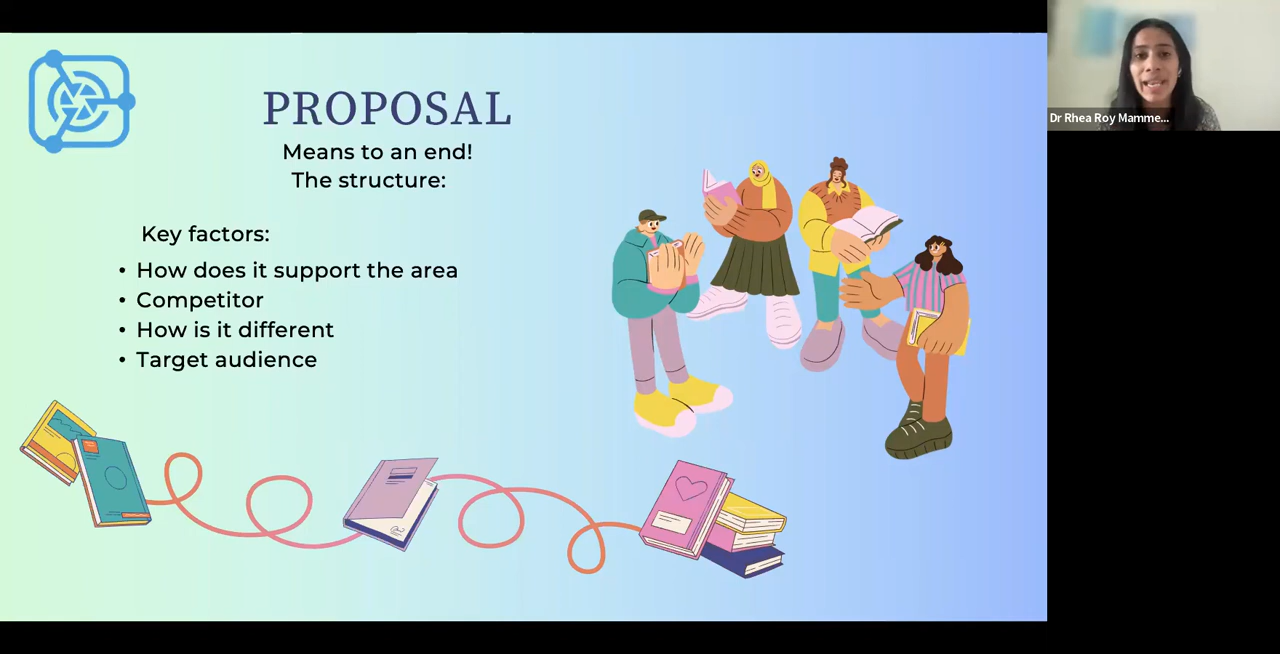 PROPOSAL
Means to an end!
The structure:
Key factors:
• How does it support the area
• Competitor
• How is it different
• Target audience
Dr Rhea Roy Mamme...